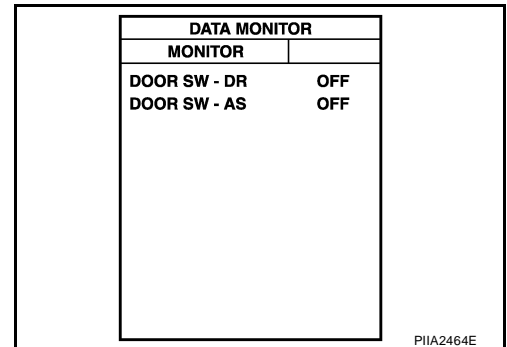 DATA MONITOR
MONITOR
DOOR SW - DR OFF
DOOR SW - AS OFF
PIIA2464E